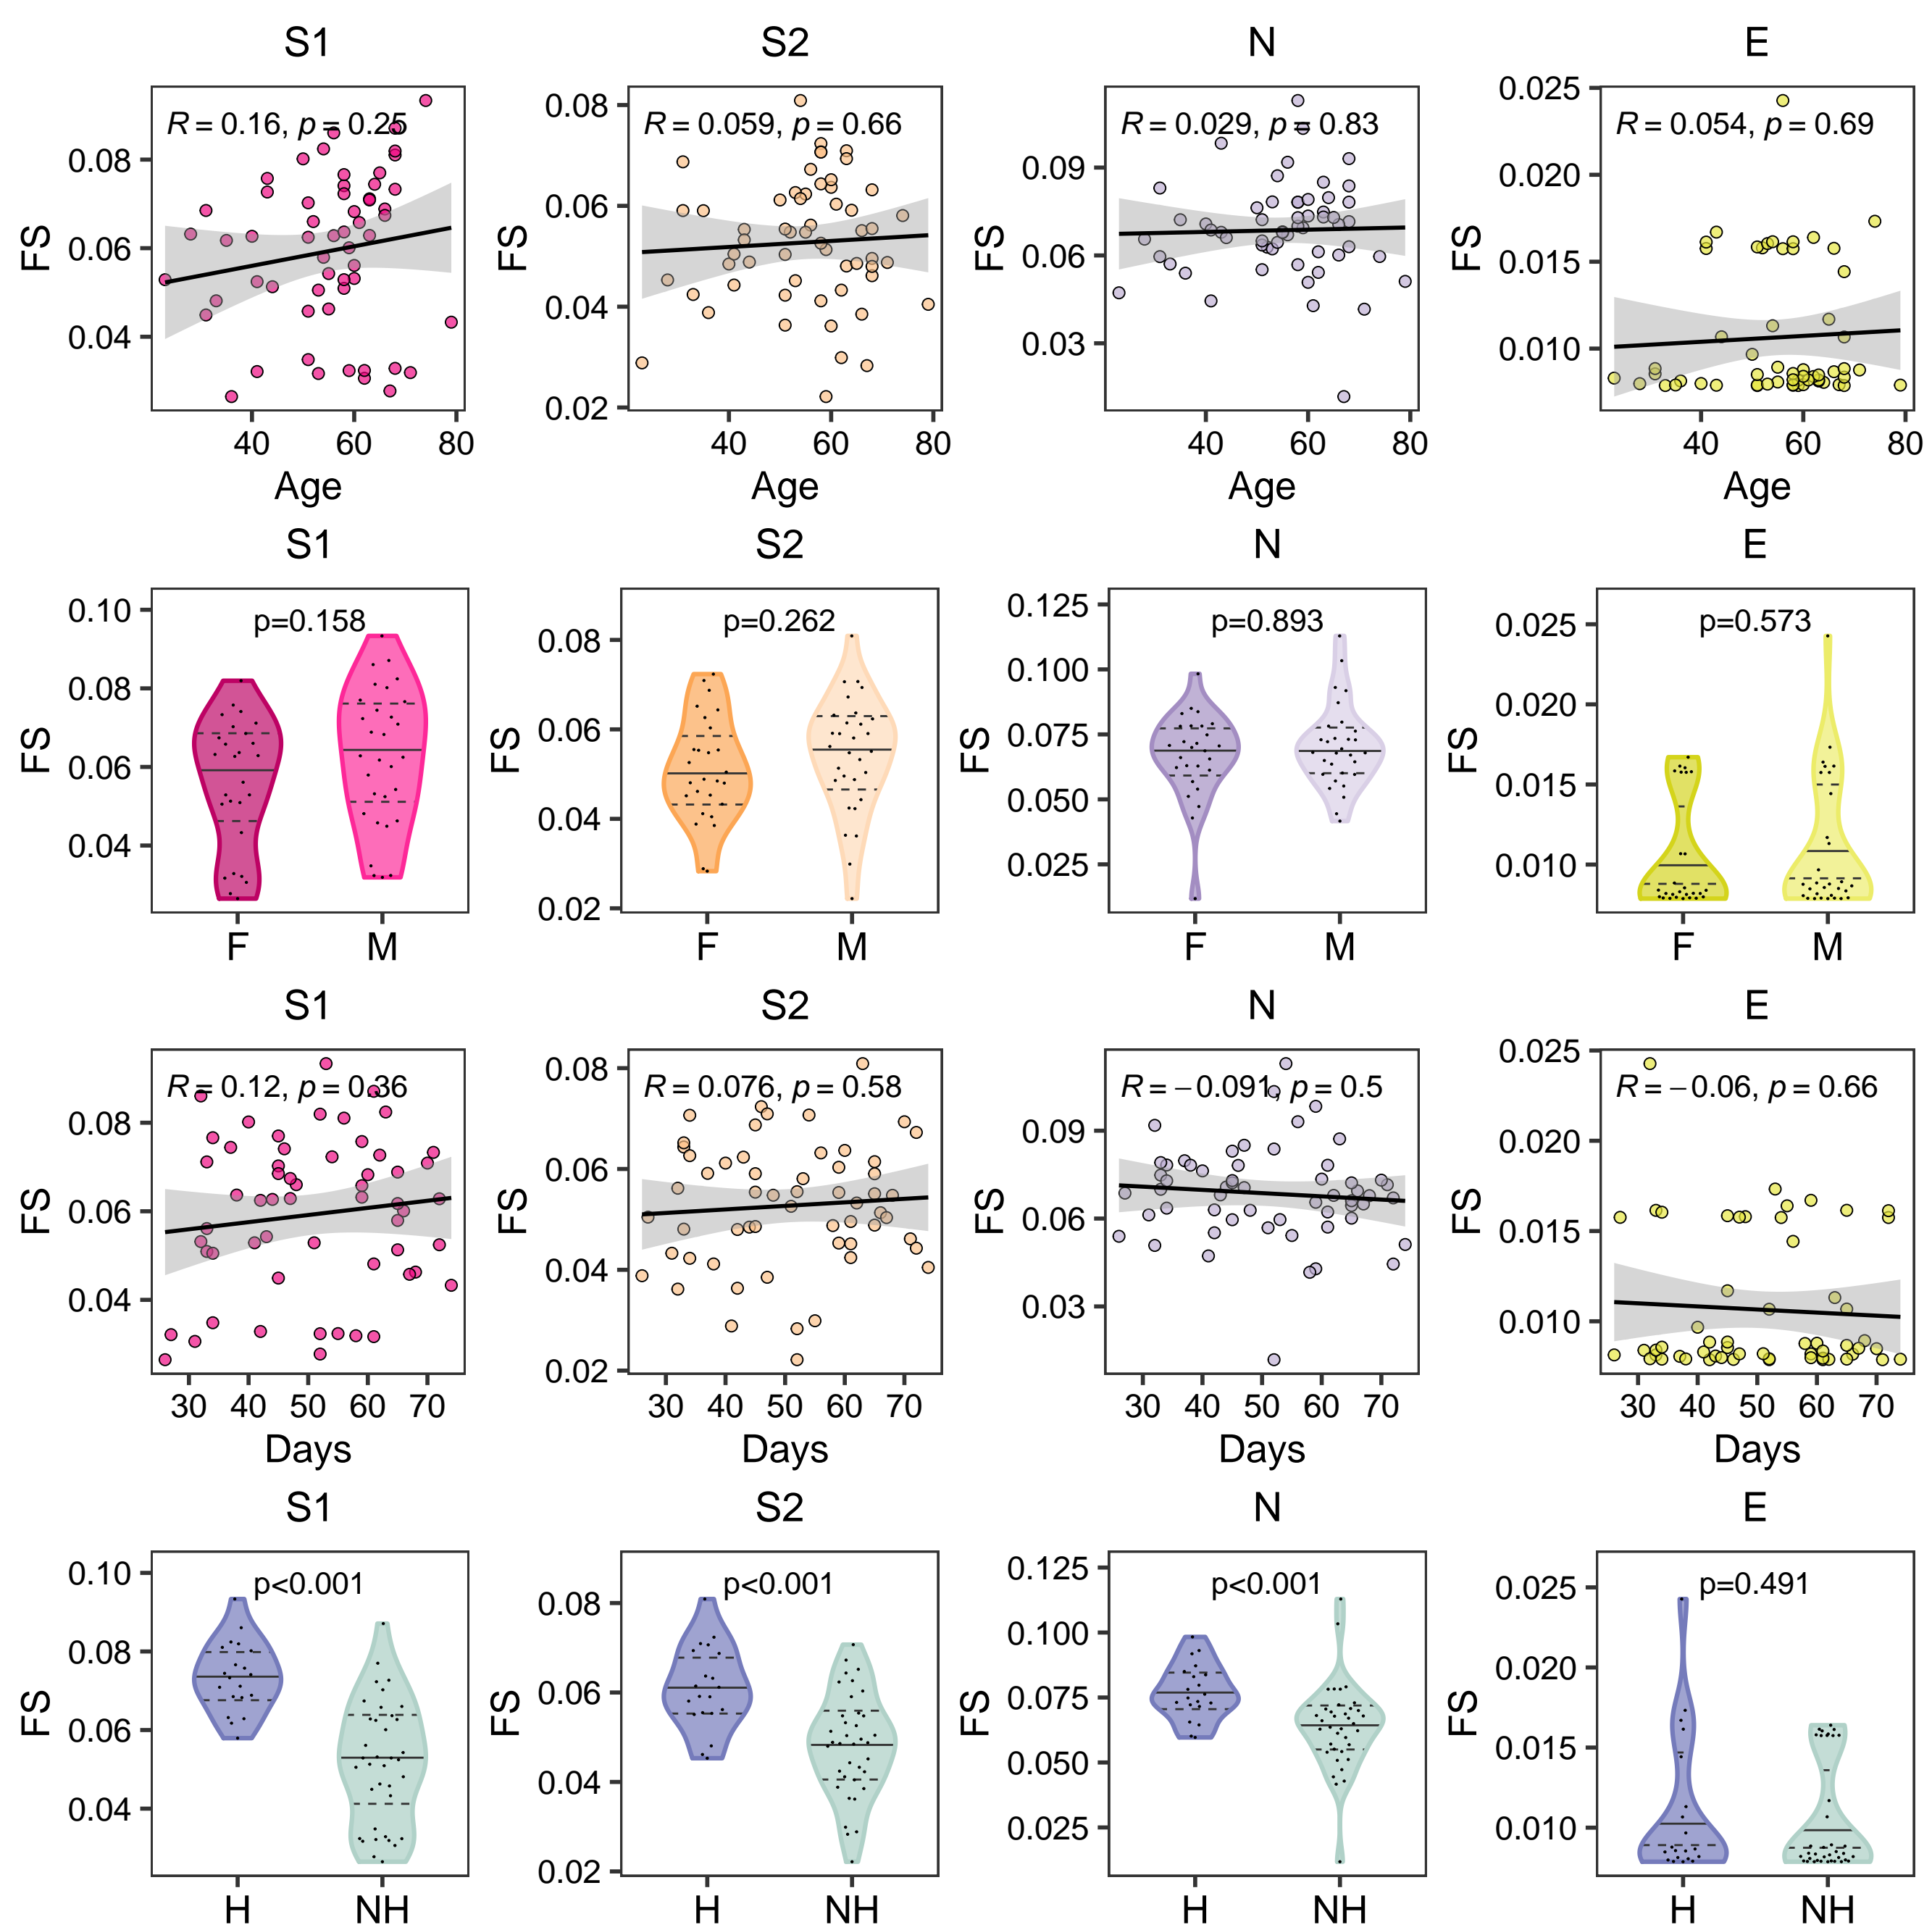 S1 S2 N E
R = 0.16, p = 0.25 R = 0.059, p = 0.66 R = 0.029, p = 0.83 R = 0.054, p = 0.69
FS 0.08 0.06 0.04
FS 0.08 0.06 0.04 0.02
FS 0.09 0.06 0.03
FS 0.025 0.020 0.015 0.010
40 60 80 40 60 80 40 60 80 40 60 80
Age Age Age Age
S1 S2 N E
p=0.158 p=0.262 p=0.893 p=0.573
FS 0.10 0.08 0.06 0.04
FS 0.08 0.06 0.04 0.02
FS 0.125 0.100 0.075 0.050 0.025
FS 0.025 0.020 0.015 0.010
F M F M F M F M
S1 S2 N E
R = 0.12, p = 0.36 R = 0.076, p = 0.58 R = −0.091, p = 0.5 R = −0.06, p = 0.66
FS 0.08 0.06 0.04
FS 0.08 0.06 0.04 0.02
FS 0.09 0.06 0.03
FS 0.025 0.020 0.015 0.010
30 40 50 60 70 30 40 50 60 70 30 40 50 60 70 30 40 50 60 70
Days Days Days Days
S1 S2 N E
p<0.001 p<0.001 p<0.001 p=0.491
FS 0.10 0.08 0.06 0.04
FS 0.08 0.06 0.04 0.02
FS 0.125 0.100 0.075 0.050 0.025
FS 0.025 0.020 0.015 0.010
H NH H NH H NH H NH